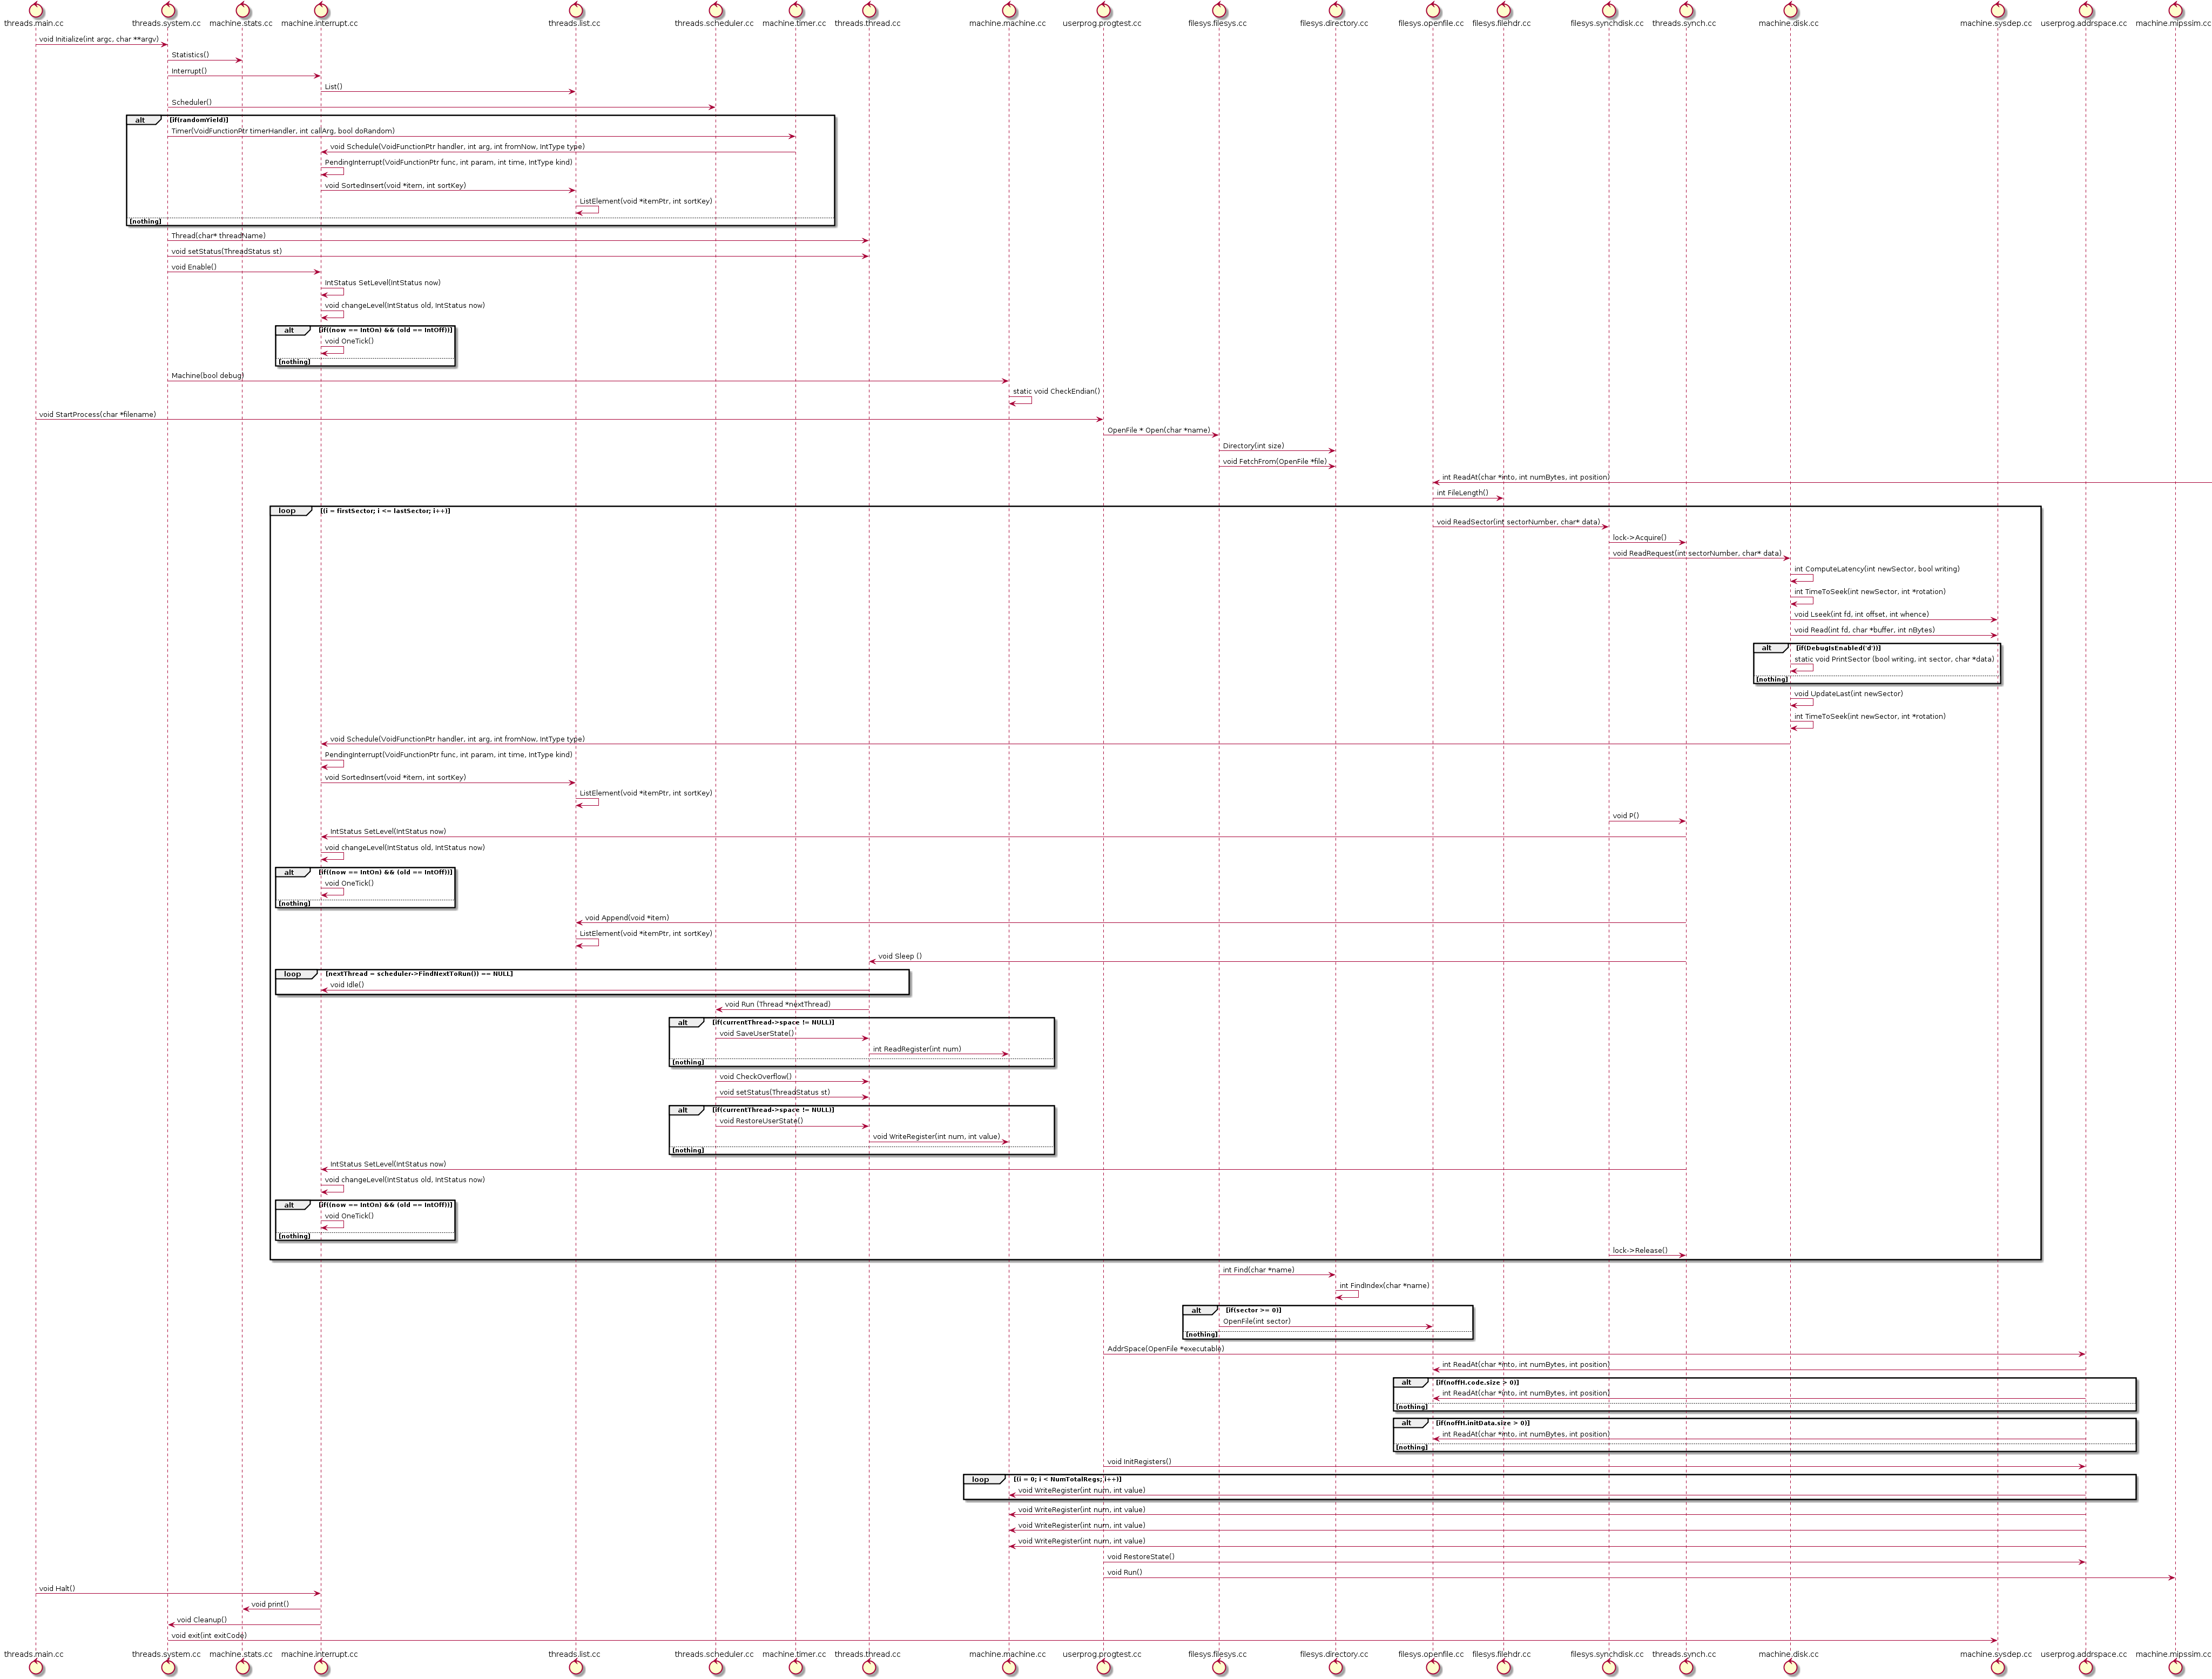 threads.main.cc threads.system.cc machine.stats.cc machine.interrupt.cc threads.list.cc threads.scheduler.cc machine.timer.cc threads.thread.cc machine.machine.cc userprog.progtest.cc filesys.filesys.cc filesys.directory.cc filesys.openfile.cc filesys.filehdr.cc filesys.synchdisk.cc threads.synch.cc machine.disk.cc machine.sysdep.cc userprog.addrspace.cc machine.mipssim.cc
void Initialize(int argc, char **argv)
Statistics()
Interrupt()
List()
Scheduler()
alt [if(randomYield)]
Timer(VoidFunctionPtr timerHandler, int callArg, bool doRandom)
void Schedule(VoidFunctionPtr handler, int arg, int fromNow, IntType type)
PendingInterrupt(VoidFunctionPtr func, int param, int time, IntType kind)
void SortedInsert(void *item, int sortKey)
ListElement(void *itemPtr, int sortKey)
[nothing]
Thread(char* threadName)
void setStatus(ThreadStatus st)
void Enable()
IntStatus SetLevel(IntStatus now)
void changeLevel(IntStatus old, IntStatus now)
alt [if((now == IntOn) && (old == IntOff))]
void OneTick()
[nothing]
Machine(bool debug)
static void CheckEndian()
void StartProcess(char *filename)
OpenFile * Open(char *name)
Directory(int size)
void FetchFrom(OpenFile *file)
int ReadAt(char *into, int numBytes, int position)
int FileLength()
loop [(i = firstSector; i <= lastSector; i++)]
void ReadSector(int sectorNumber, char* data)
lock->Acquire()
void ReadRequest(int sectorNumber, char* data)
int ComputeLatency(int newSector, bool writing)
int TimeToSeek(int newSector, int *rotation)
void Lseek(int fd, int offset, int whence)
void Read(int fd, char *buffer, int nBytes)
alt [if(DebugIsEnabled('d'))]
static void PrintSector (bool writing, int sector, char *data)
[nothing]
void UpdateLast(int newSector)
int TimeToSeek(int newSector, int *rotation)
void Schedule(VoidFunctionPtr handler, int arg, int fromNow, IntType type)
PendingInterrupt(VoidFunctionPtr func, int param, int time, IntType kind)
void SortedInsert(void *item, int sortKey)
ListElement(void *itemPtr, int sortKey)
void P()
IntStatus SetLevel(IntStatus now)
void changeLevel(IntStatus old, IntStatus now)
alt [if((now == IntOn) && (old == IntOff))]
void OneTick()
[nothing]
void Append(void *item)
ListElement(void *itemPtr, int sortKey)
void Sleep ()
loop [nextThread = scheduler->FindNextToRun()) == NULL]
void Idle()
void Run (Thread *nextThread)
alt [if(currentThread->space != NULL)]
void SaveUserState()
int ReadRegister(int num)
[nothing]
void CheckOverflow()
void setStatus(ThreadStatus st)
alt [if(currentThread->space != NULL)]
void RestoreUserState()
void WriteRegister(int num, int value)
[nothing]
IntStatus SetLevel(IntStatus now)
void changeLevel(IntStatus old, IntStatus now)
alt [if((now == IntOn) && (old == IntOff))]
void OneTick()
[nothing]
lock->Release()
int Find(char *name)
int FindIndex(char *name)
alt [if(sector >= 0)]
OpenFile(int sector)
[nothing]
AddrSpace(OpenFile *executable)
int ReadAt(char *into, int numBytes, int position)
alt [if(noffH.code.size > 0)]
int ReadAt(char *into, int numBytes, int position)
[nothing]
alt [if(noffH.initData.size > 0)]
int ReadAt(char *into, int numBytes, int position)
[nothing]
void InitRegisters()
loop [(i = 0; i < NumTotalRegs; i++)]
void WriteRegister(int num, int value)
void WriteRegister(int num, int value)
void WriteRegister(int num, int value)
void WriteRegister(int num, int value)
void RestoreState()
void Run()
void Halt()
void print()
void Cleanup()
void exit(int exitCode)
threads.main.cc threads.system.cc machine.stats.cc machine.interrupt.cc threads.list.cc threads.scheduler.cc machine.timer.cc threads.thread.cc machine.machine.cc userprog.progtest.cc filesys.filesys.cc filesys.directory.cc filesys.openfile.cc filesys.filehdr.cc filesys.synchdisk.cc threads.synch.cc machine.disk.cc machine.sysdep.cc userprog.addrspace.cc machine.mipssim.cc